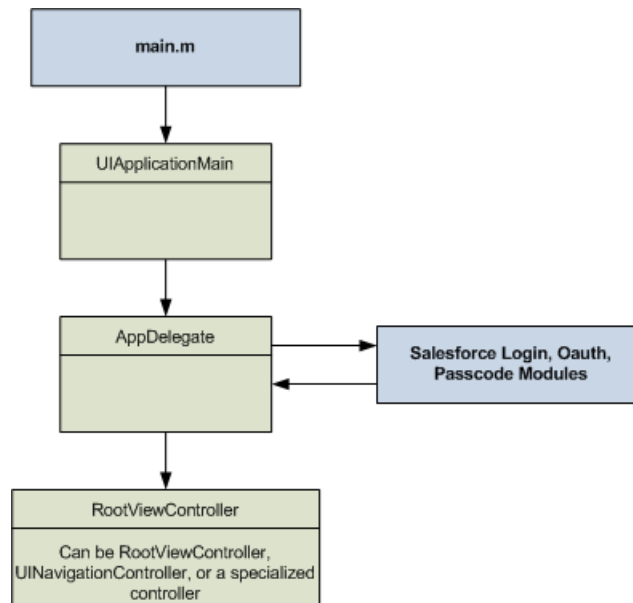 main.m
UIApplicationMain
AppDelegate
Salesforce Login, Oauth,
Passcode Modules
RootViewController
Can be RootViewController,
UINavigationController, or a specialized
controller